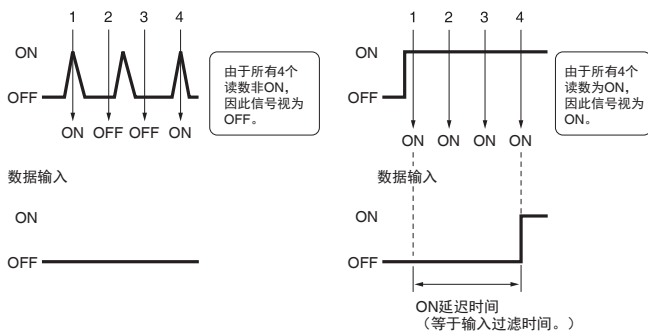 1 2 3 4
ON
OFF
ON OFF OFF ON
由于所有4个
读数非ON，
因此信号视为
OFF。
数据输入
ON
OFF
1 2 3 4
ON
OFF
ON ON ON ON
由于所有4个
读数为ON，
因此信号视为
ON。
数据输入
ON
OFF
ON延迟时间
（等于输入过滤时间。）